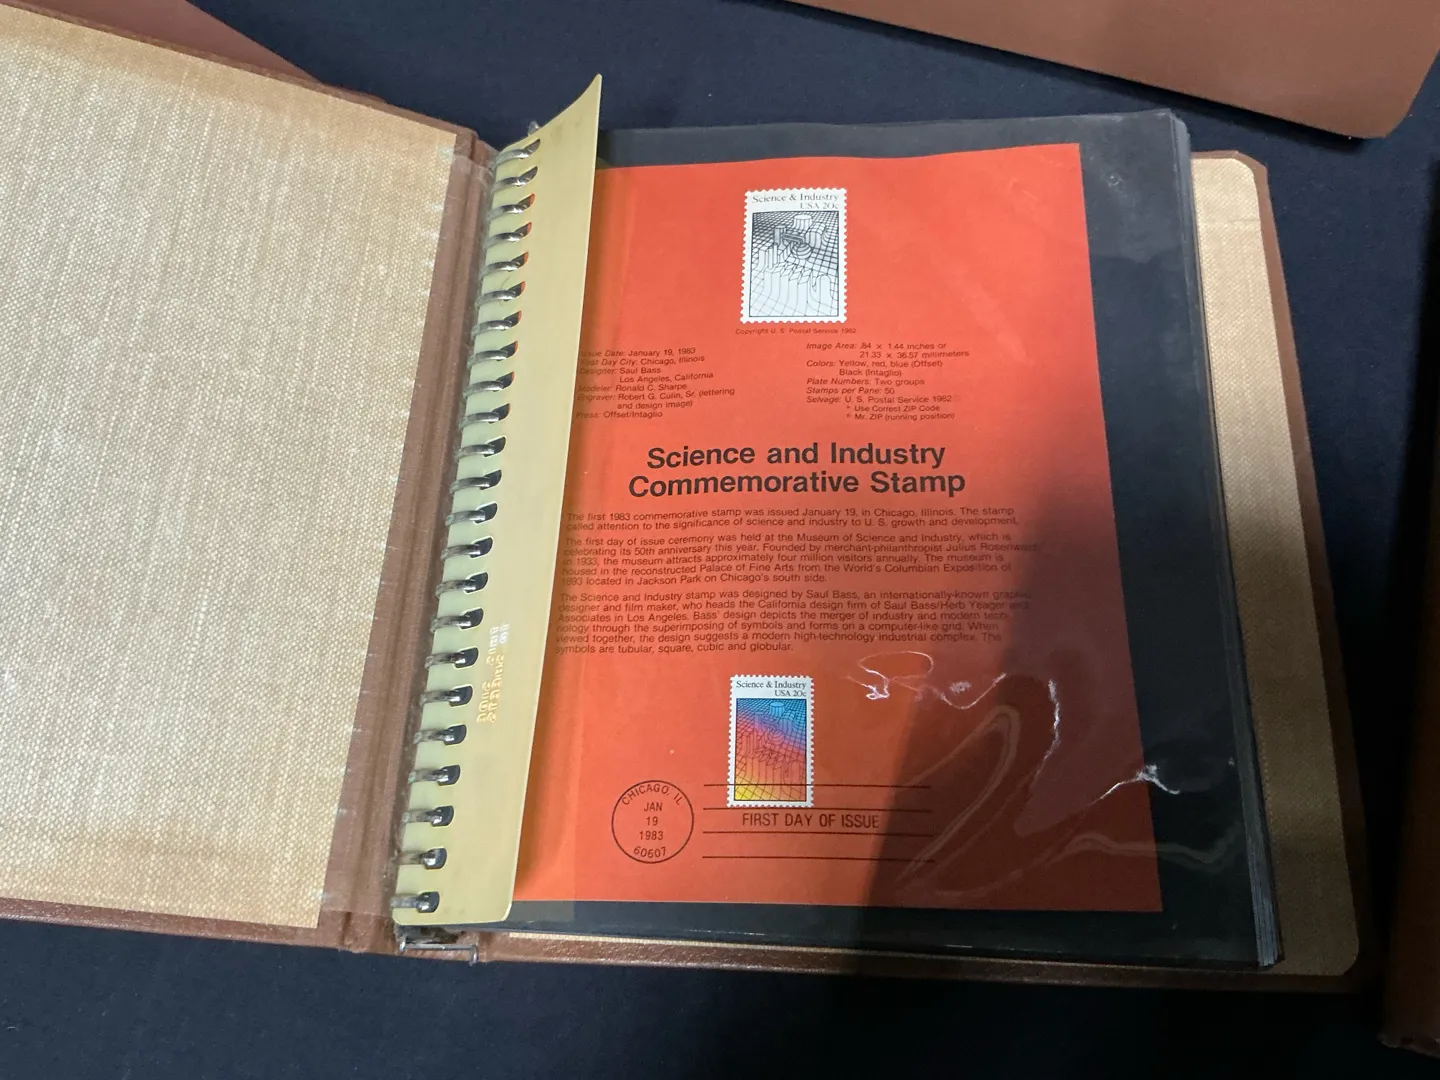 Science & Industry
USA 20c
Copyright U. S. Postal Service 1982
Issue Date: January 19, 1983
First Day City: Chicago, Illinois
Designer: Saul Bass
Los Angeles, California
Modeler: Ronald C. Sharpe
Engraver: Robert G. Culin, Sr. (lettering
and design image)
Press: Offset/Intaglio
Image Area: .84 × 1.44 inches or
21.33 × 36.57 millimeters
Colors: Yellow, red, blue (Offset)
Black (Intaglio)
Plate Numbers: Two groups
Stamps per Pane: 50
Selvage: U. S. Postal Service 1982
Use Correct ZIP Code
Mr. ZIP (running position)
Science and Industry
Commemorative Stamp
The first 1983 commemorative stamp was issued January 19, in Chicago, Illinois. The stamp
called attention to the significance of science and industry to U. S. growth and development.
The first day of issue ceremony was held at the Museum of Science and Industry, which is
celebrating its 50th anniversary this year. Founded by merchant-philanthropist Julius Rosenwald
in 1933, the museum attracts approximately four million visitors annually. The museum is
housed in the reconstructed Palace of Fine Arts from the World's Columbian Exposition of
1893 located in Jackson Park on Chicago's south side.
The Science and Industry stamp was designed by Saul Bass, an internationally-known graphic
designer and film maker, who heads the California design firm of Saul Bass/Herb Yeager and
Associates in Los Angeles. Bass' design depicts the merger of industry and modern tech-
nology through the superimposing of symbols and forms on a computer-like grid. When
viewed together, the design suggests a modern high-technology industrial complex. The
symbols are tubular, square, cubic and globular.
Science & Industry
USA 20c
CHICAGO, IL
JAN
19
1983
60607
FIRST DAY OF ISSUE